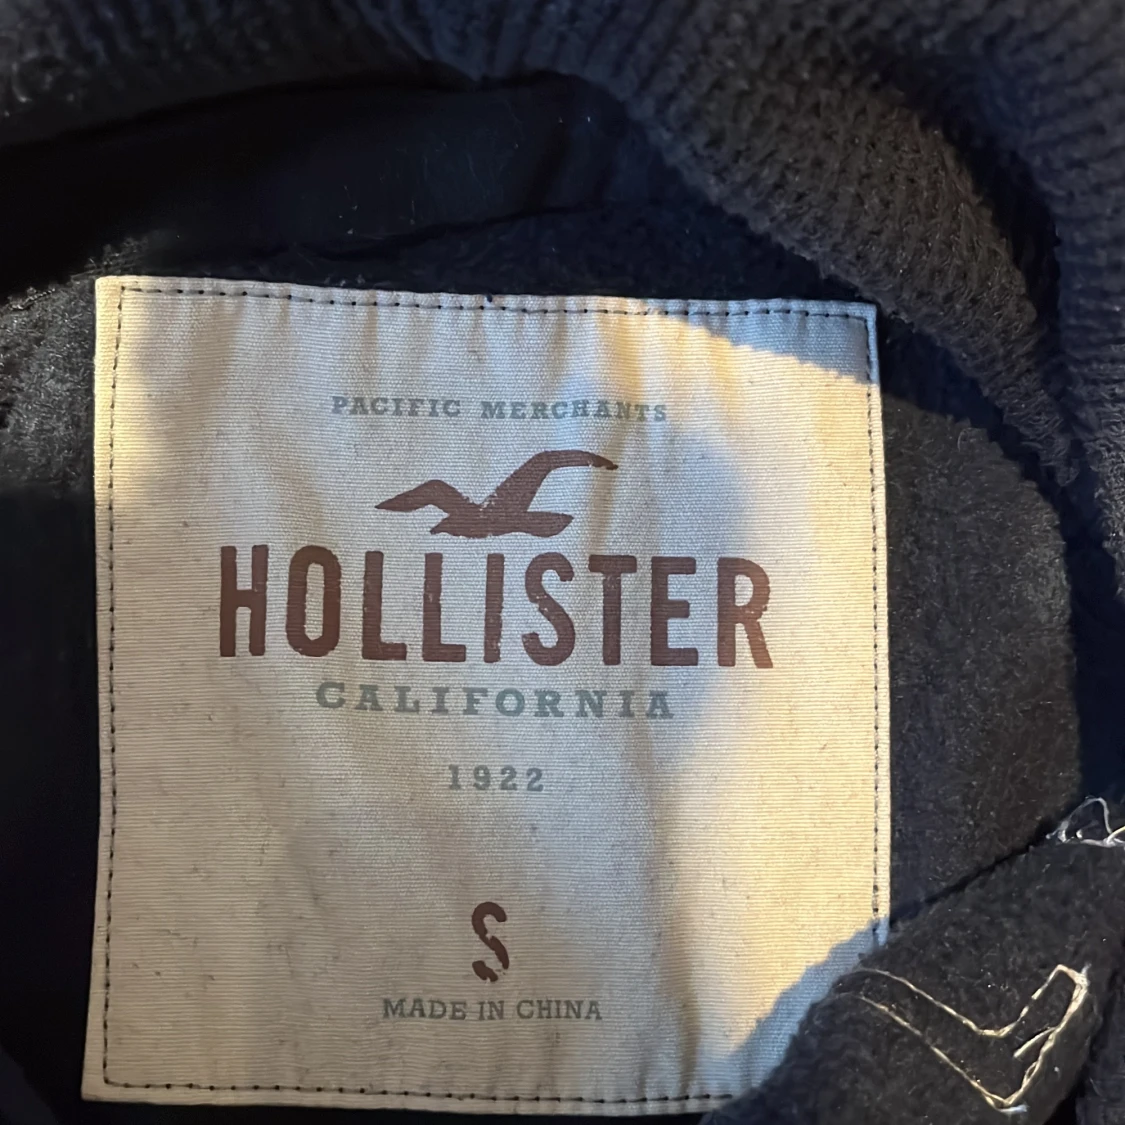 PACIFIC MERCHANTS
HOLLISTER
CALIFORNIA
1922
S
MADE IN CHINA